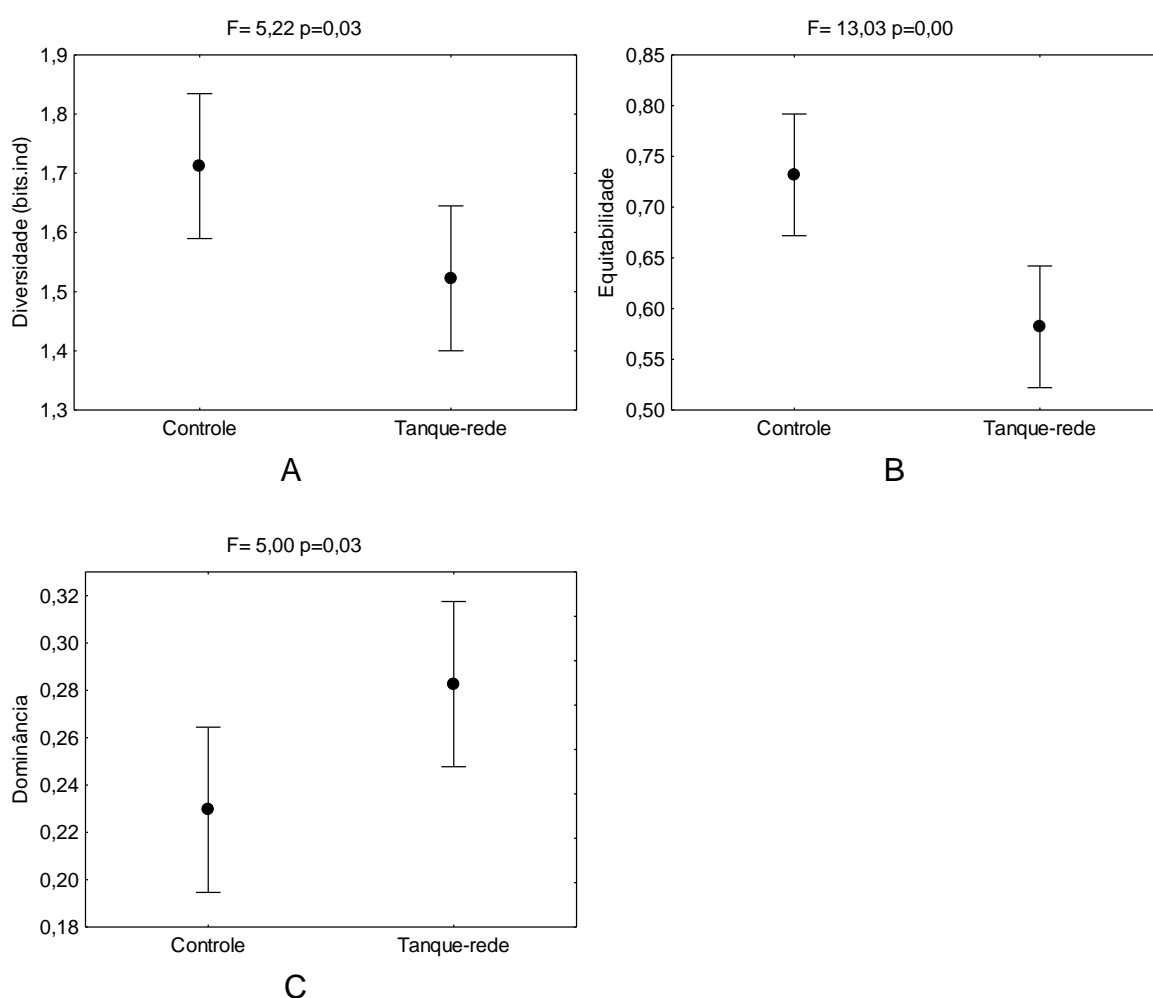 F= 5,22 p=0,03
Diversidade (bits.ind)
1,9
1,8
1,7
1,6
1,5
1,4
1,3
Controle Tanque-rede
A
F= 13,03 p=0,00
Equitabilidade
0,85
0,80
0,75
0,70
0,65
0,60
0,55
0,50
Controle Tanque-rede
B
F= 5,00 p=0,03
Dominância
0,32
0,30
0,28
0,26
0,24
0,22
0,20
0,18
Controle Tanque-rede
C